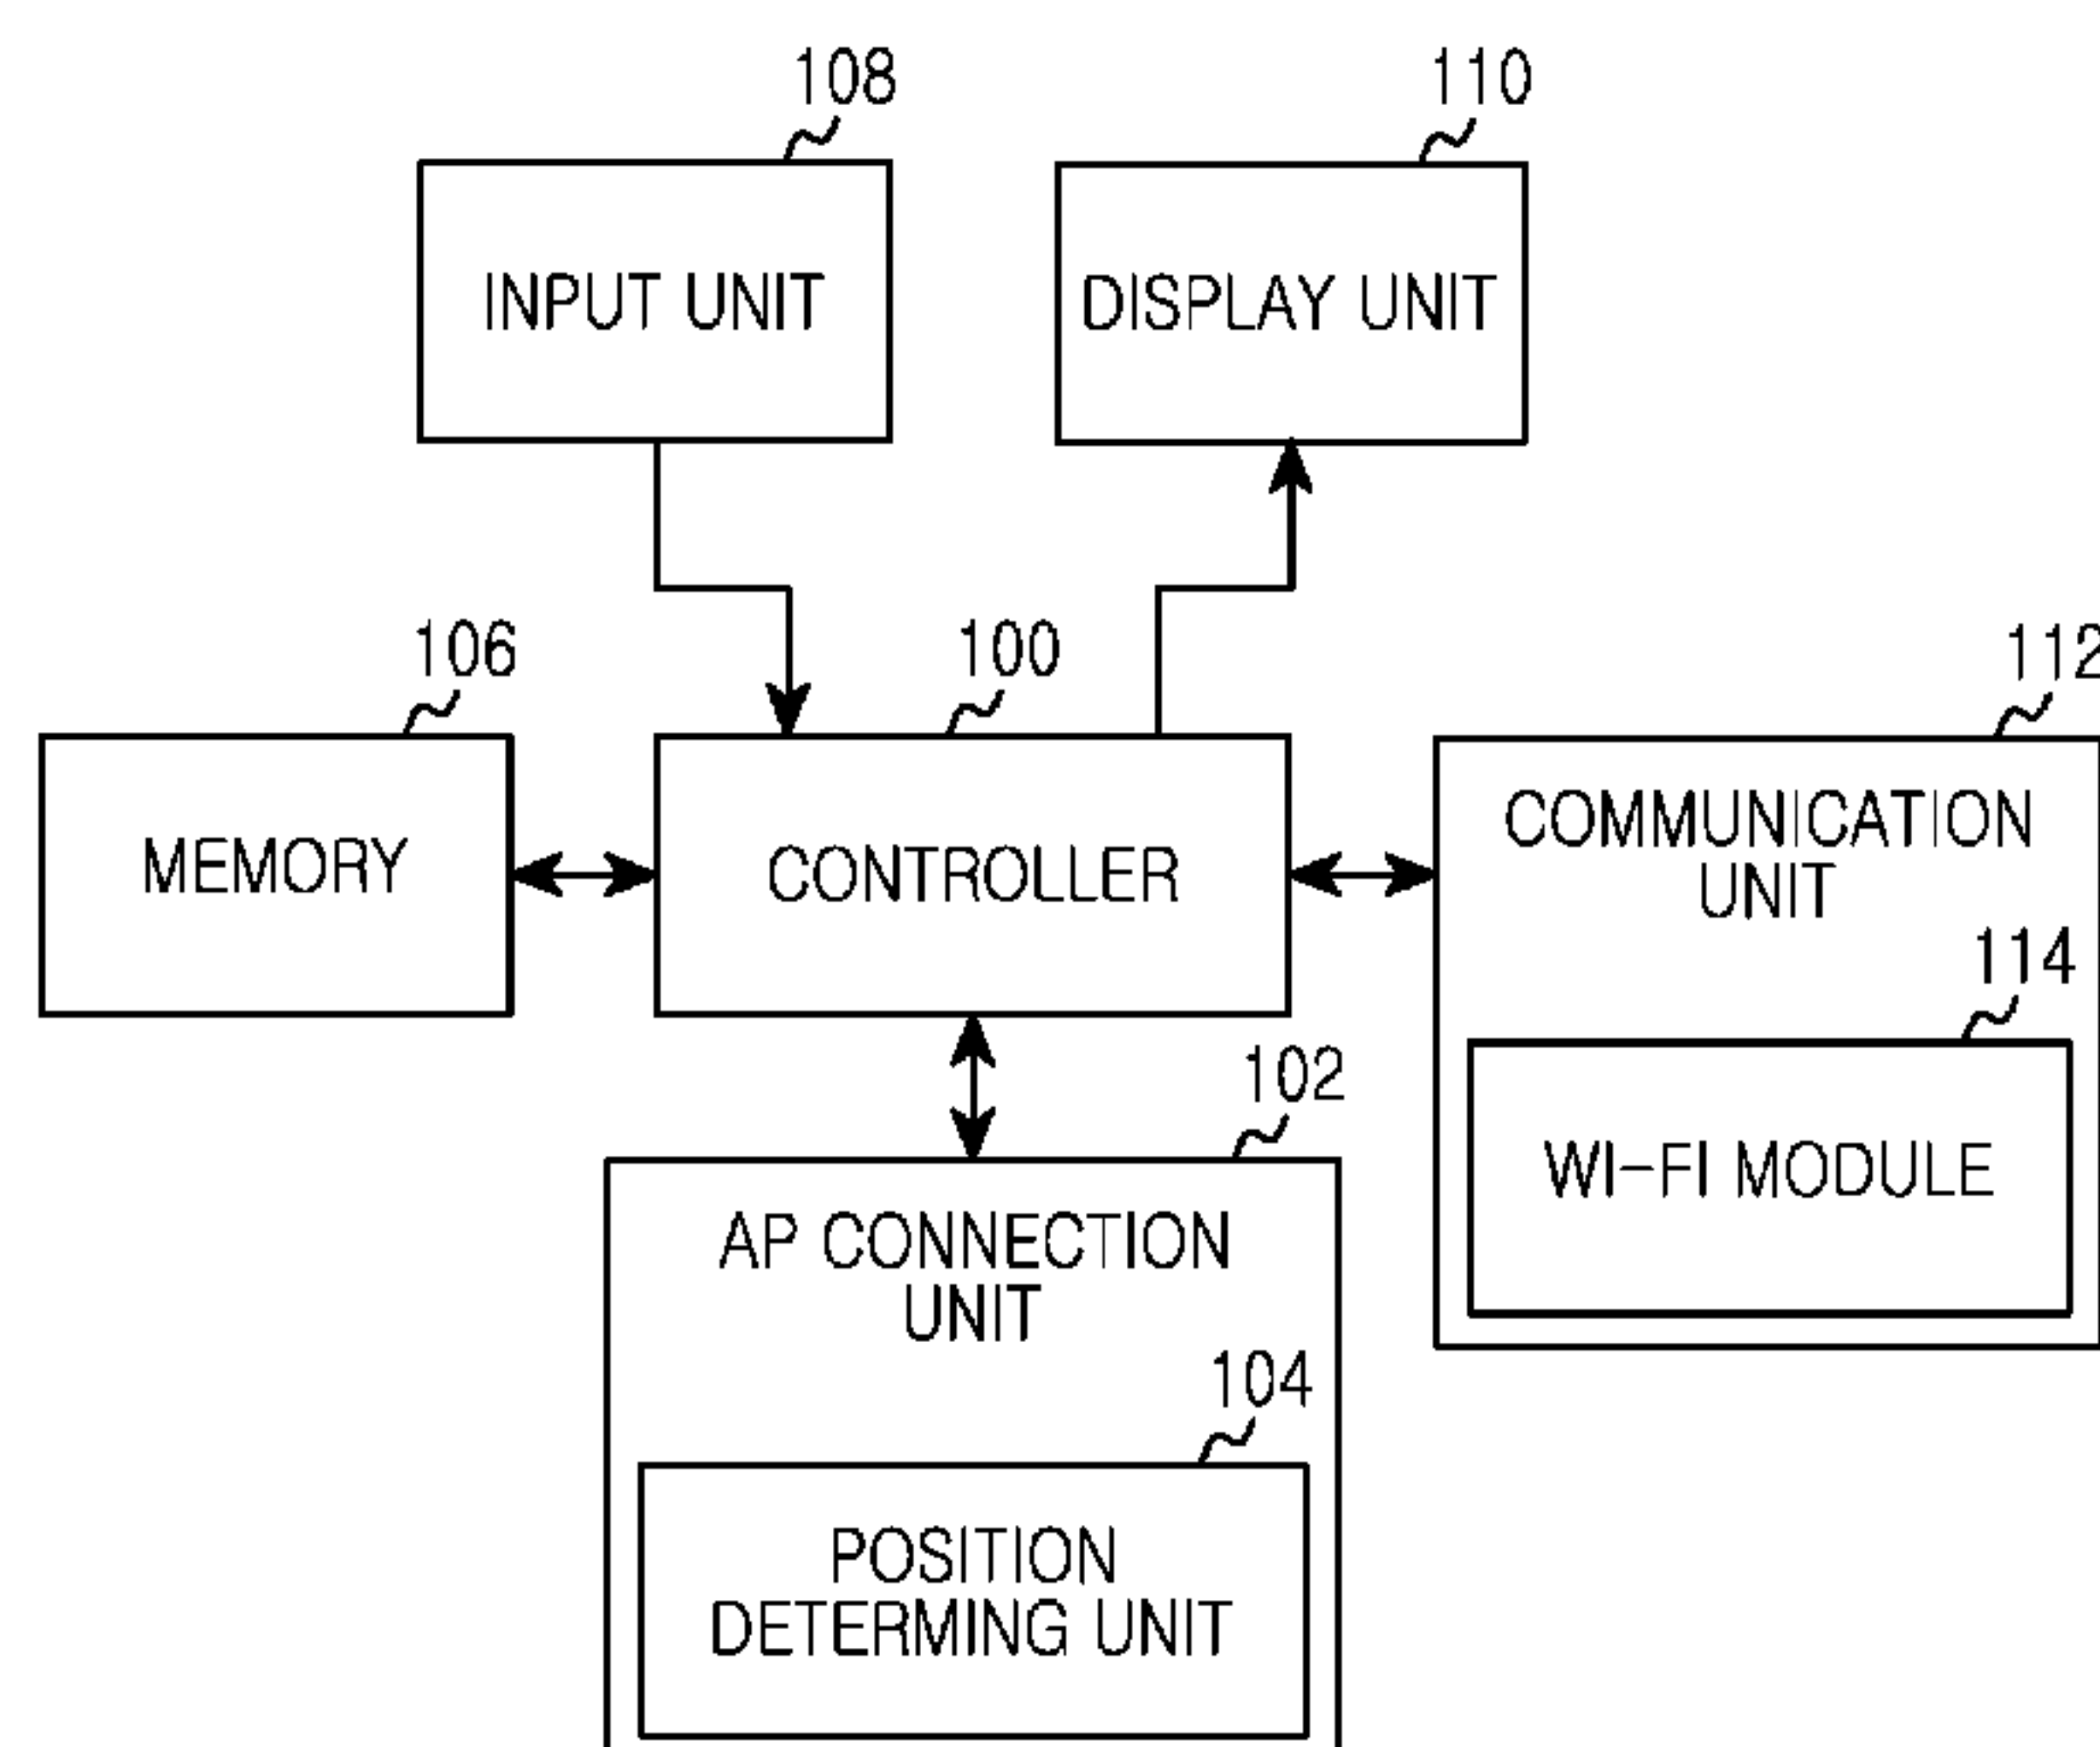 108
110
INPUT UNIT
DISPLAY UNIT
106
100
112
MEMORY
CONTROLLER
COMMUNICATION
UNIT
114
WI-FI MODULE
102
AP CONNECTION
UNIT
104
POSITION
DETERMING UNIT